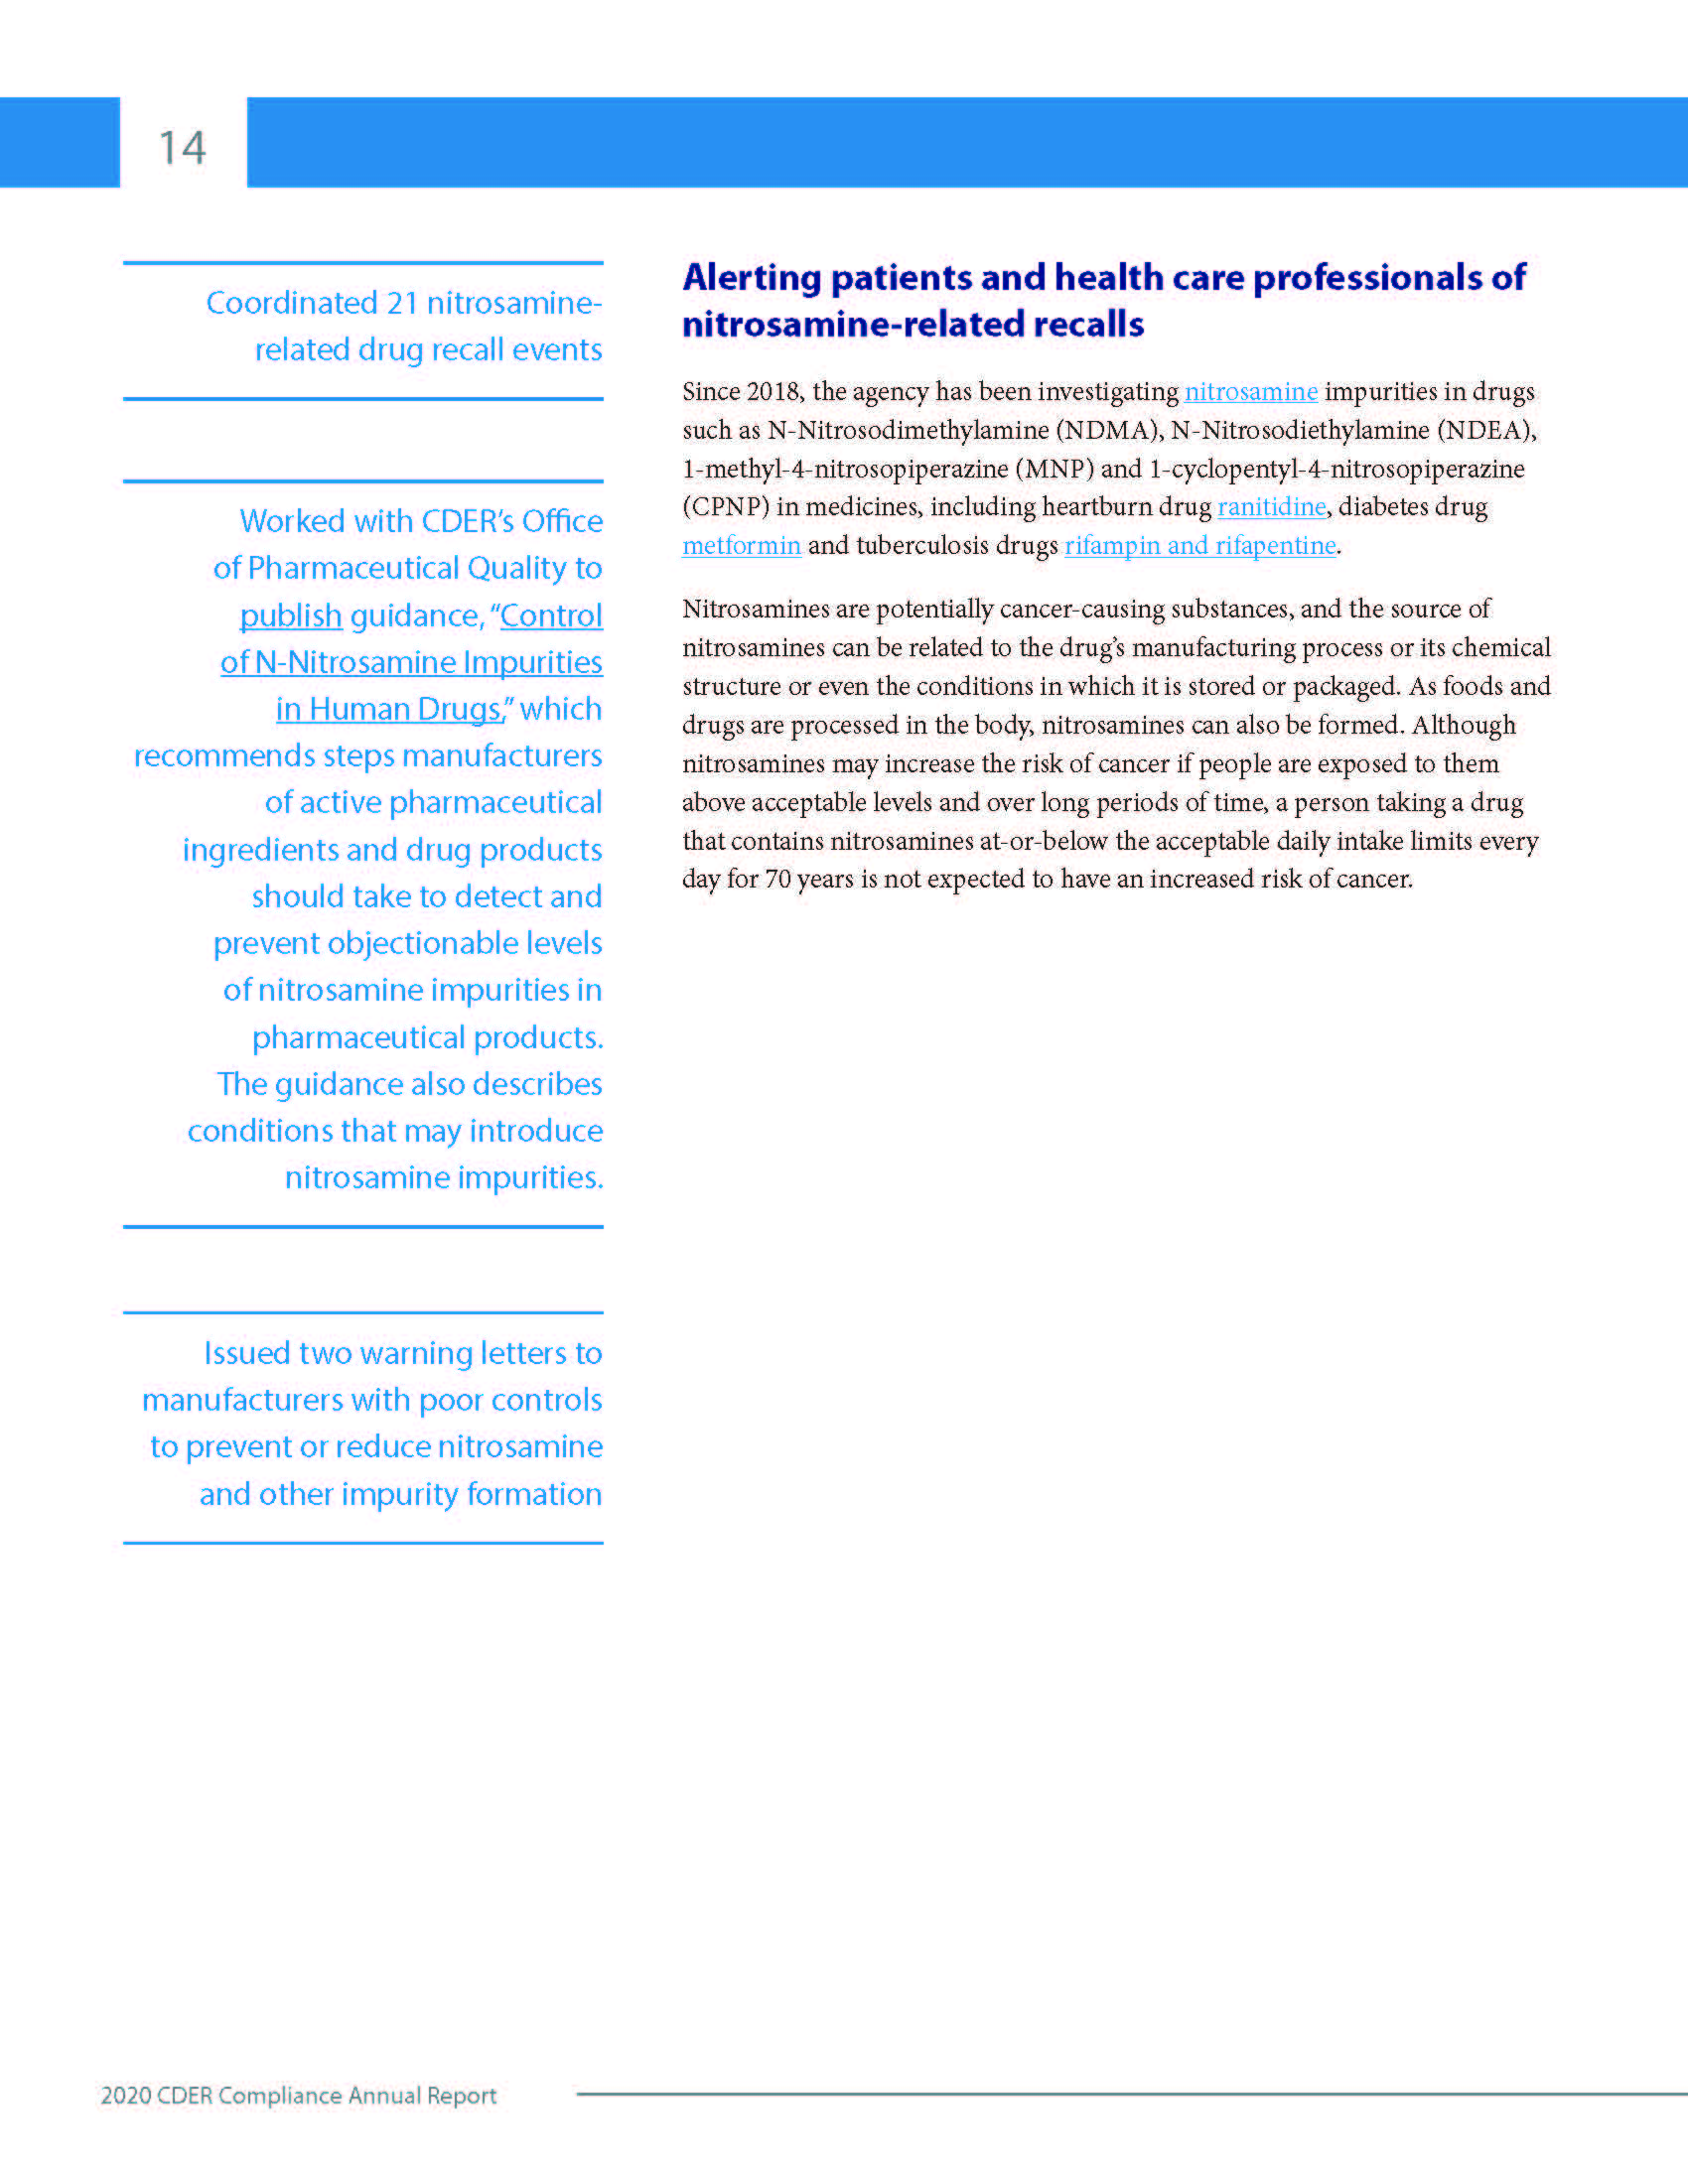 14
Coordinated 21 nitrosamine-
related drug recall events
Worked with CDER’s Office
of Pharmaceutical Quality to
publish guidance, “Control
of N-Nitrosamine Impurities
in Human Drugs,” which
recommends steps manufacturers
of active pharmaceutical
ingredients and drug products
should take to detect and
prevent objectionable levels
of nitrosamine impurities in
pharmaceutical products.
The guidance also describes
conditions that may introduce
nitrosamine impurities.
Issued two warning letters to
manufacturers with poor controls
to prevent or reduce nitrosamine
and other impurity formation
Alerting patients and health care professionals of
nitrosamine-related recalls
Since 2018, the agency has been investigating nitrosamine impurities in drugs
such as N-Nitrosodimethylamine (NDMA), N-Nitrosodiethylamine (NDEA),
1-methyl-4-nitrosopiperazine (MNP) and 1-cyclopentyl-4-nitrosopiperazine
(CPNP) in medicines, including heartburn drug ranitidine, diabetes drug
metformin and tuberculosis drugs rifampin and rifapentine.
Nitrosamines are potentially cancer-causing substances, and the source of
nitrosamines can be related to the drug’s manufacturing process or its chemical
structure or even the conditions in which it is stored or packaged. As foods and
drugs are processed in the body, nitrosamines can also be formed. Although
nitrosamines may increase the risk of cancer if people are exposed to them
above acceptable levels and over long periods of time, a person taking a drug
that contains nitrosamines at-or-below the acceptable daily intake limits every
day for 70 years is not expected to have an increased risk of cancer.
2020 CDER Compliance Annual Report